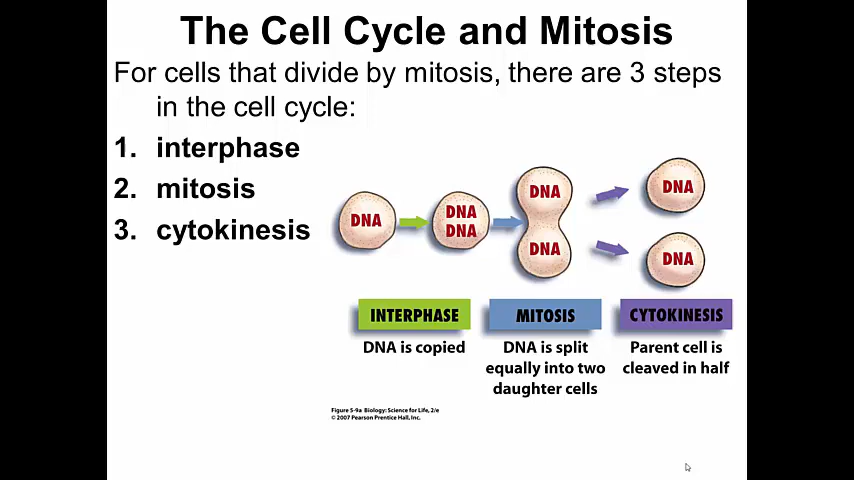 The Cell Cycle and Mitosis
For cells that divide by mitosis, there are 3 steps
in the cell cycle:
1. interphase
2. mitosis
3. cytokinesis
DNA
DNA
DNA
DNA
DNA
DNA
DNA
INTERPHASE
DNA is copied
MITOSIS
DNA is split
equally into two
daughter cells
CYTOKINESIS
Parent cell is
cleaved in half
Figure 5-9a Biology: Science for Life, 2/e
© 2007 Pearson Prentice Hall, Inc.